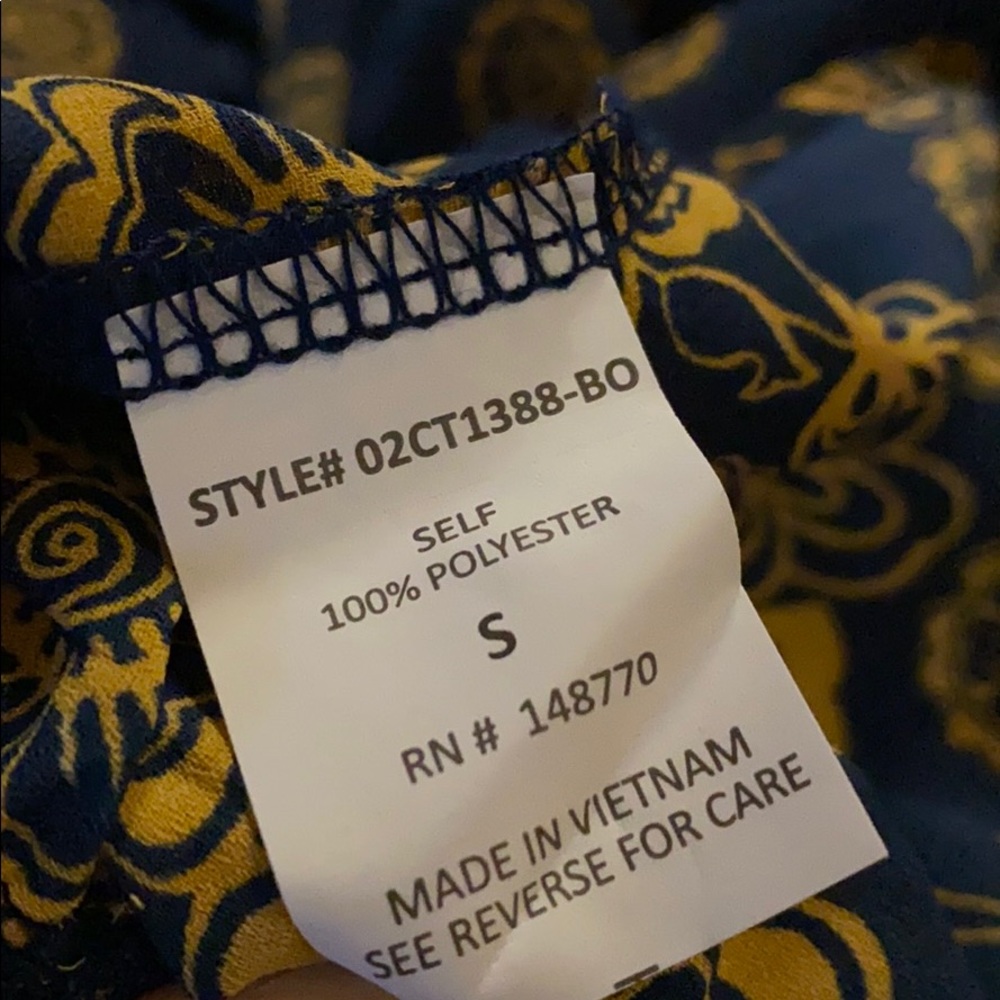 STYLE# 02CT1388-BO
SELF
100% POLYESTER
S
RN # 148770
MADE IN VIETNAM
SEE REVERSE FOR CARE